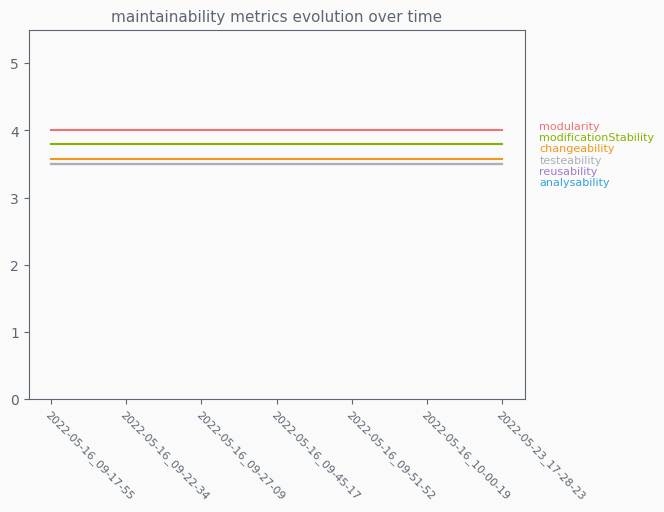 maintainability metrics evolution over time
5
4
3
2
1
0
modularity
modificationStability
changeability
testeability
reusability
analysability
2022-05-16_09-17-55
2022-05-16_09-22-34
2022-05-16_09-27-09
2022-05-16_09-45-17
2022-05-16_09-51-52
2022-05-16_10-00-19
2022-05-23_17-28-23